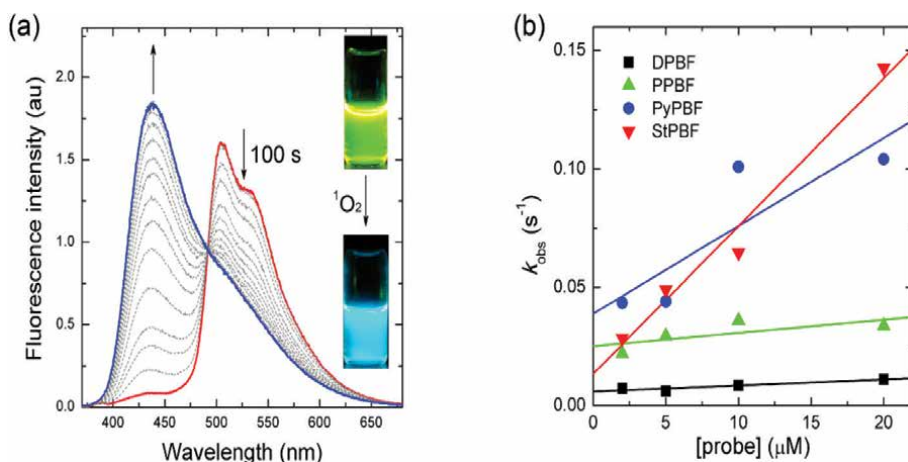 (a)
Fluorescence intensity (au)
2.0
1.5
1.0
0.5
0.0
100 s
¹O₂
400 450 500 550 600 650
Wavelength (nm)
(b)
k_obs (s⁻¹)
0.15
0.10
0.05
0.00
DPBF
PPBF
PyPBF
StPBF
0 5 10 15 20
[probe] (μM)